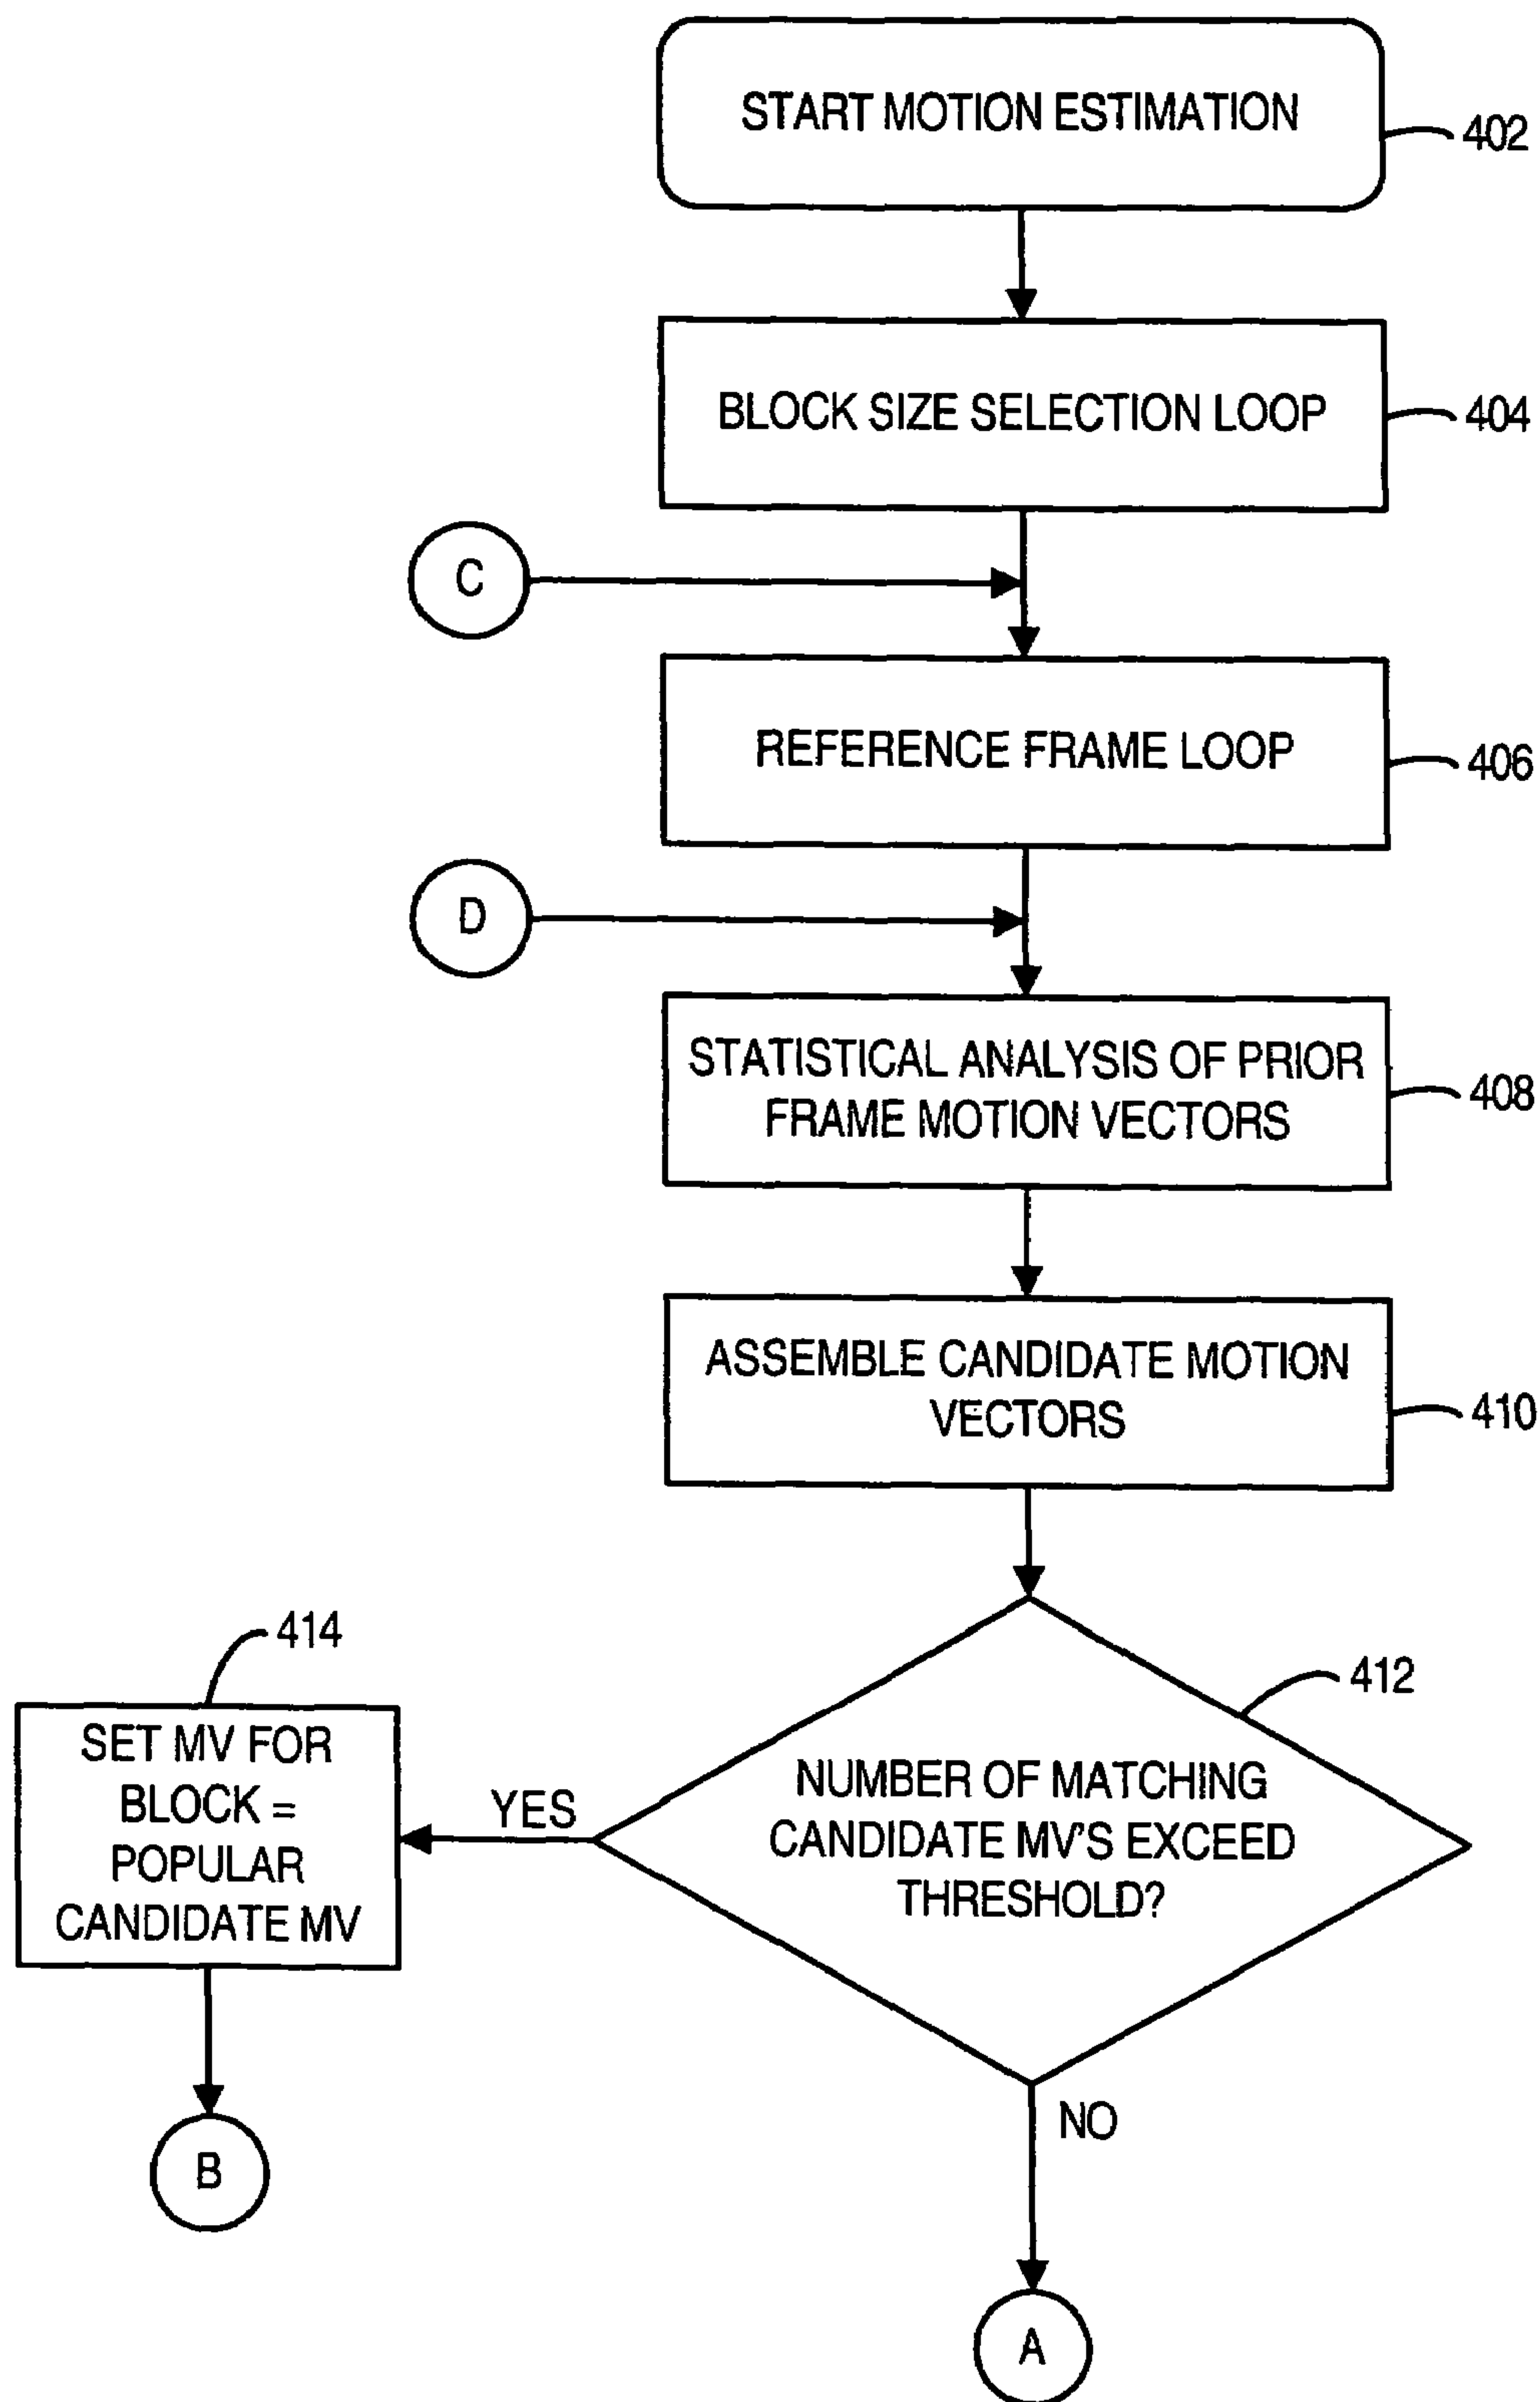 START MOTION ESTIMATION
402
BLOCK SIZE SELECTION LOOP
404
C
REFERENCE FRAME LOOP
406
D
STATISTICAL ANALYSIS OF PRIOR
FRAME MOTION VECTORS
408
ASSEMBLE CANDIDATE MOTION
VECTORS
410
412
NUMBER OF MATCHING
CANDIDATE MV'S EXCEED
THRESHOLD?
YES
414
SET MV FOR
BLOCK =
POPULAR
CANDIDATE MV
B
NO
A